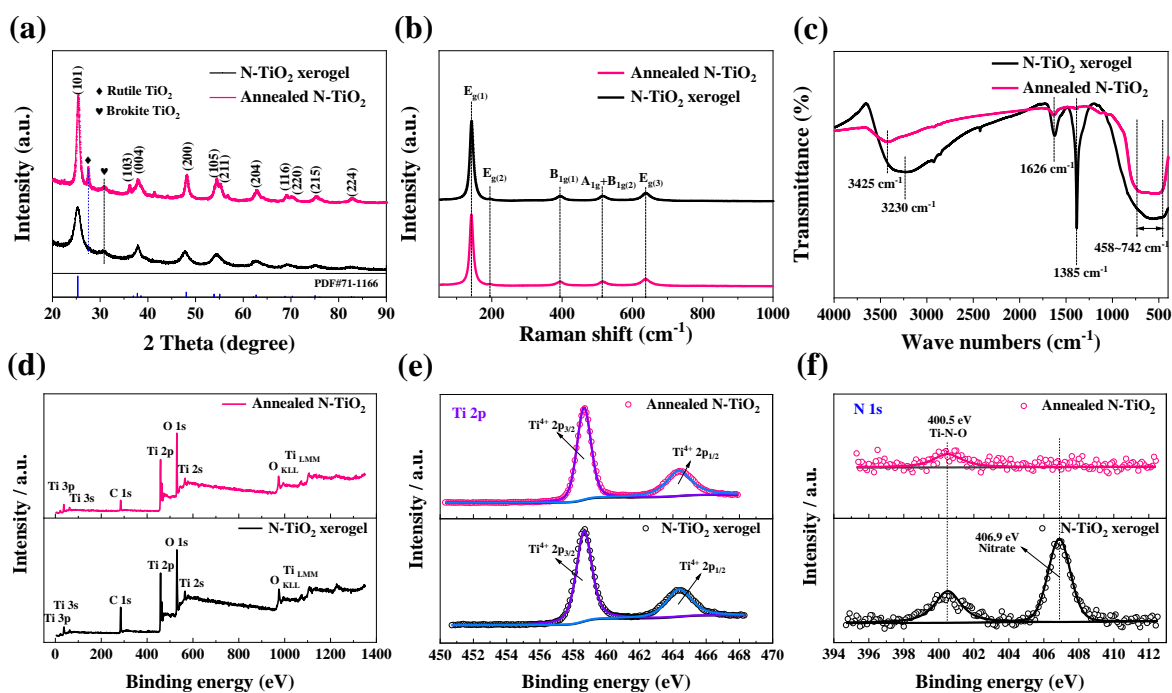 (a)
N-TiO₂ xerogel
Annealed N-TiO₂
♦ Rutile TiO₂
♥ Brokite TiO₂
(101)
(103)
(004)
(200)
(105)
(211)
(204)
(116)
(220)
(215)
(224)
PDF#71-1166
Intensity (a.u.)
20 30 40 50 60 70 80 90
2 Theta (degree)
(b)
Annealed N-TiO₂
N-TiO₂ xerogel
E_g(1)
E_g(2)
B_1g(1)
A_1g+B_1g(2)
E_g(3)
Intensity (a.u.)
200 400 600 800 1000
Raman shift (cm⁻¹)
(c)
N-TiO₂ xerogel
Annealed N-TiO₂
3425 cm⁻¹
3230 cm⁻¹
1626 cm⁻¹
1385 cm⁻¹
458~742 cm⁻¹
Transmittance (%)
4000 3500 3000 2500 2000 1500 1000 500
Wave numbers (cm⁻¹)
(d)
Annealed N-TiO₂
Ti 3p
Ti 3s
C 1s
Ti 2p
O 1s
Ti 2s
O KLL
Ti LMM
N-TiO₂ xerogel
Ti 3s
Ti 3p
C 1s
Ti 2p
O 1s
Ti 2s
O KLL
Ti LMM
Intensity / a.u.
0 200 400 600 800 1000 1200 1400
Binding energy (eV)
(e)
Ti 2p
Annealed N-TiO₂
Ti⁴⁺ 2p₃/₂
Ti⁴⁺ 2p₁/₂
N-TiO₂ xerogel
Ti⁴⁺ 2p₃/₂
Ti⁴⁺ 2p₁/₂
Intensity / a.u.
450 452 454 456 458 460 462 464 466 468 470
Binding energy (eV)
(f)
N 1s
Annealed N-TiO₂
400.5 eV
Ti-N-O
N-TiO₂ xerogel
406.9 eV
Nitrate
Intensity / a.u.
394 396 398 400 402 404 406 408 410 412
Binding energy (eV)